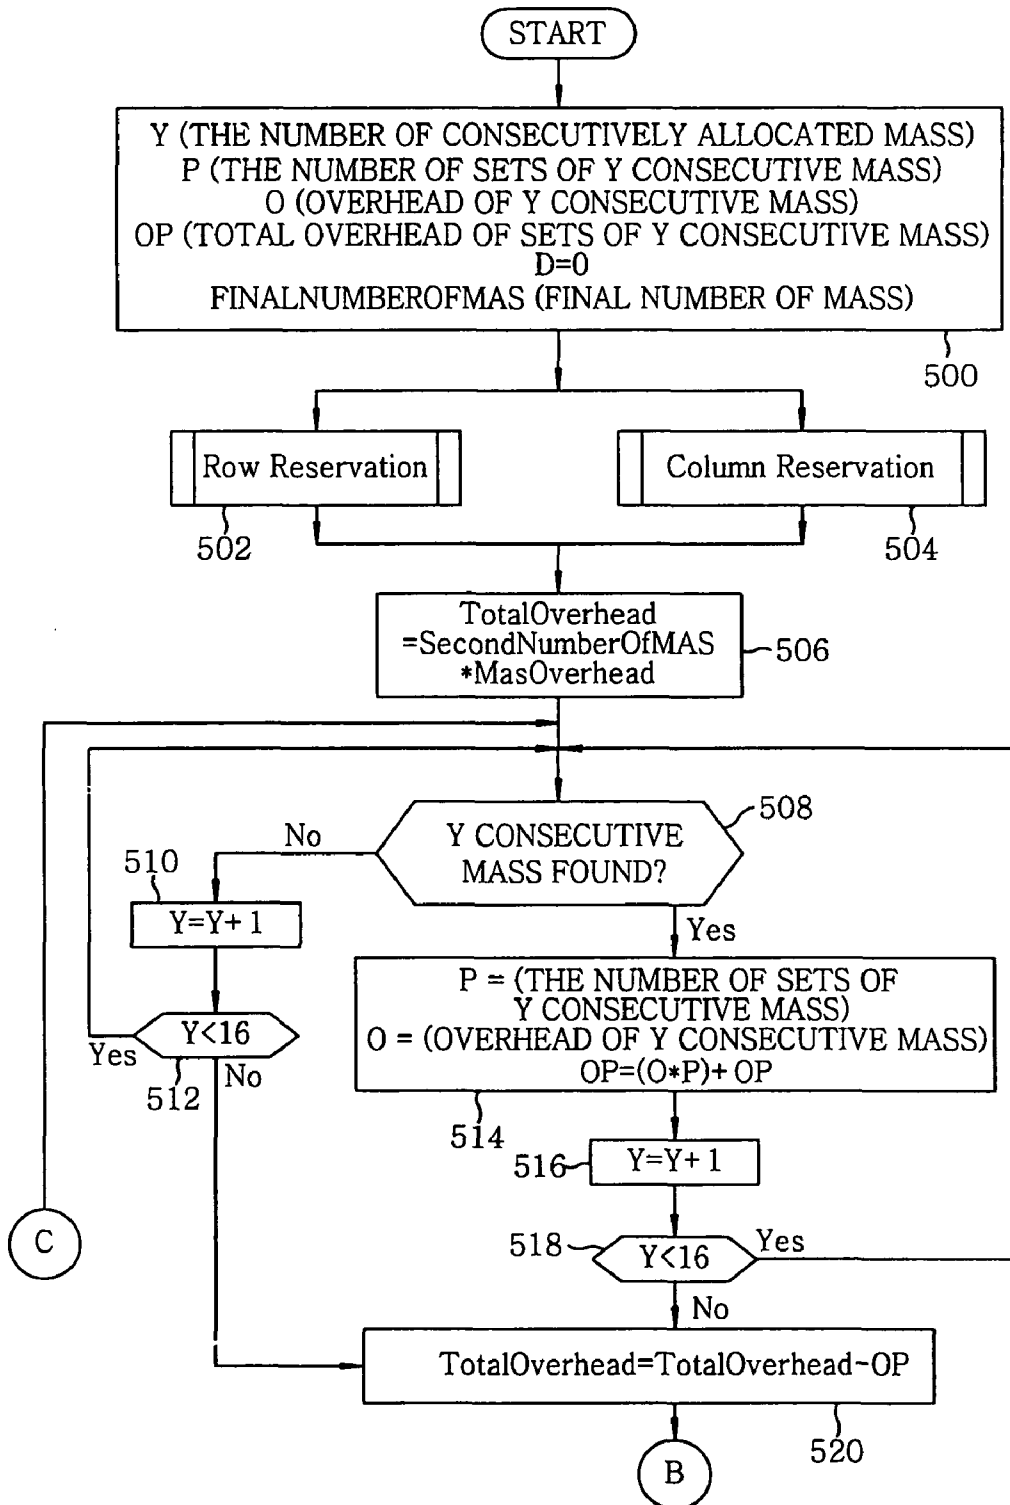 START
Y (THE NUMBER OF CONSECUTIVELY ALLOCATED MASS)
P (THE NUMBER OF SETS OF Y CONSECUTIVE MASS)
O (OVERHEAD OF Y CONSECUTIVE MASS)
OP (TOTAL OVERHEAD OF SETS OF Y CONSECUTIVE MASS)
D=0
FINALNUMBEROFMAS (FINAL NUMBER OF MASS)
500
Row Reservation
Column Reservation
502
504
TotalOverhead
=SecondNumberOfMAS
*MasOverhead
506
508
Y CONSECUTIVE
MASS FOUND?
No
510
Y=Y+1
Yes
P = (THE NUMBER OF SETS OF
Y CONSECUTIVE MASS)
O = (OVERHEAD OF Y CONSECUTIVE MASS)
OP=(O*P)+OP
Y<16
Yes
No
512
514
516
Y=Y+1
C
518
Y<16
Yes
No
TotalOverhead=TotalOverhead-OP
520
B